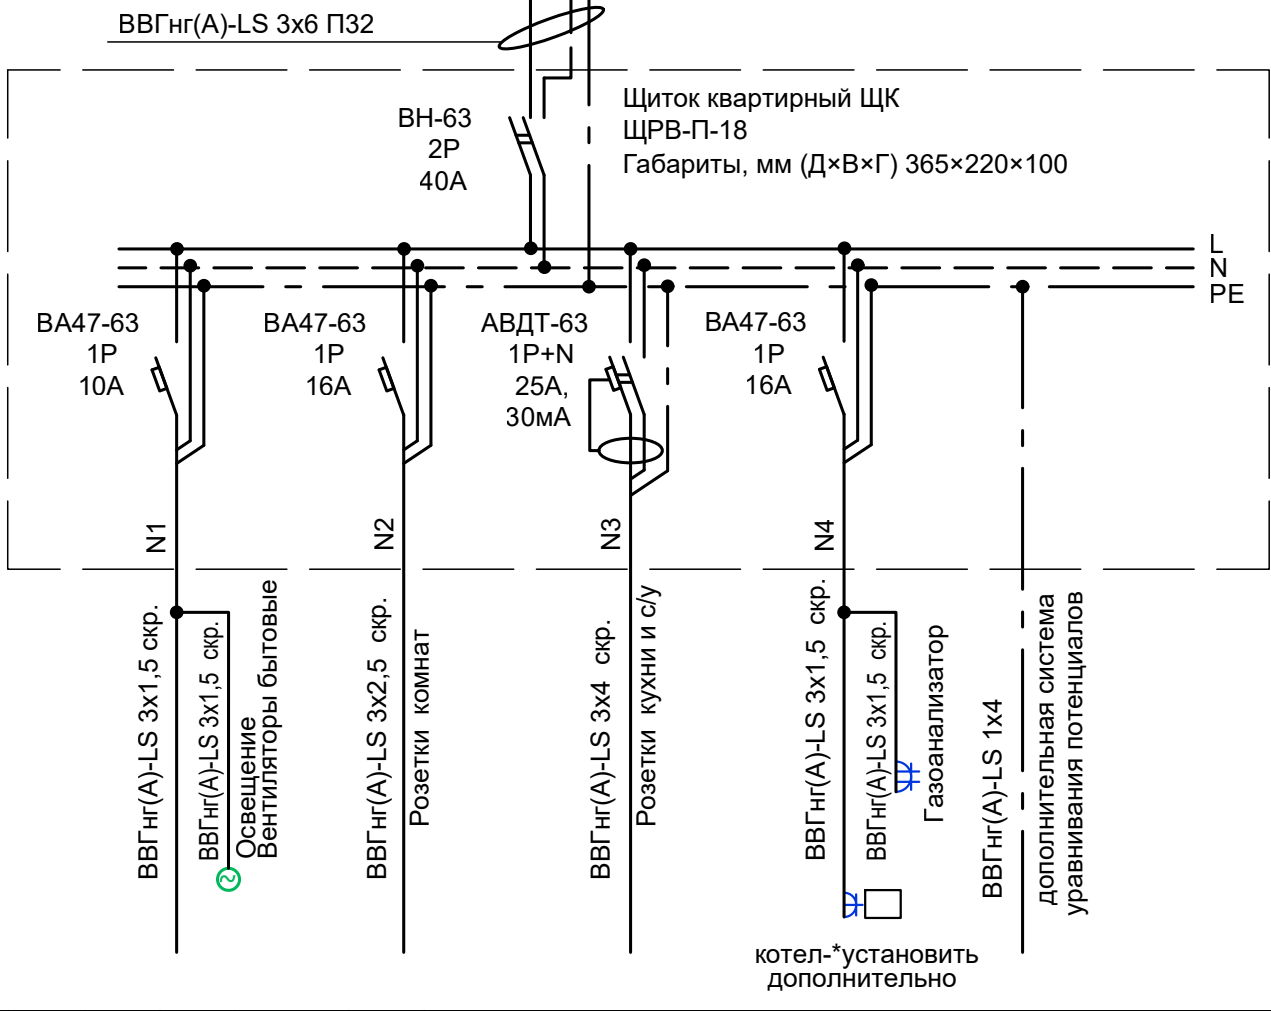 ВВГнг(А)-LS 3х6 П32
Щиток квартирный ЩК
ЩРВ-П-18
Габариты, мм (Д×В×Г) 365×220×100
ВН-63
2Р
40А
L
N
PE
ВА47-63
1Р
10А
ВА47-63
1Р
16А
АВДТ-63
1Р+N
25А,
30мА
ВА47-63
1Р
16А
N1
N2
N3
N4
ВВГнг(А)-LS 3х1,5 скр.
ВВГнг(А)-LS 3х1,5 скр.
Освещение
Вентиляторы бытовые
ВВГнг(А)-LS 3х2,5 скр.
Розетки комнат
ВВГнг(А)-LS 3х4 скр.
Розетки кухни и с/у
ВВГнг(А)-LS 3х1,5 скр.
ВВГнг(А)-LS 3х1,5 скр.
Газоанализатор
ВВГнг(А)-LS 1х4
дополнительная система
уравнивания потенциалов
котел-*установить
дополнительно